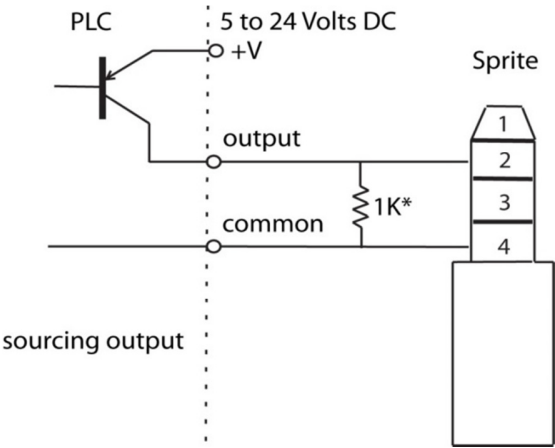 PLC
5 to 24 Volts DC
+V
Sprite
1
output
2
1K*
3
common
4
sourcing output